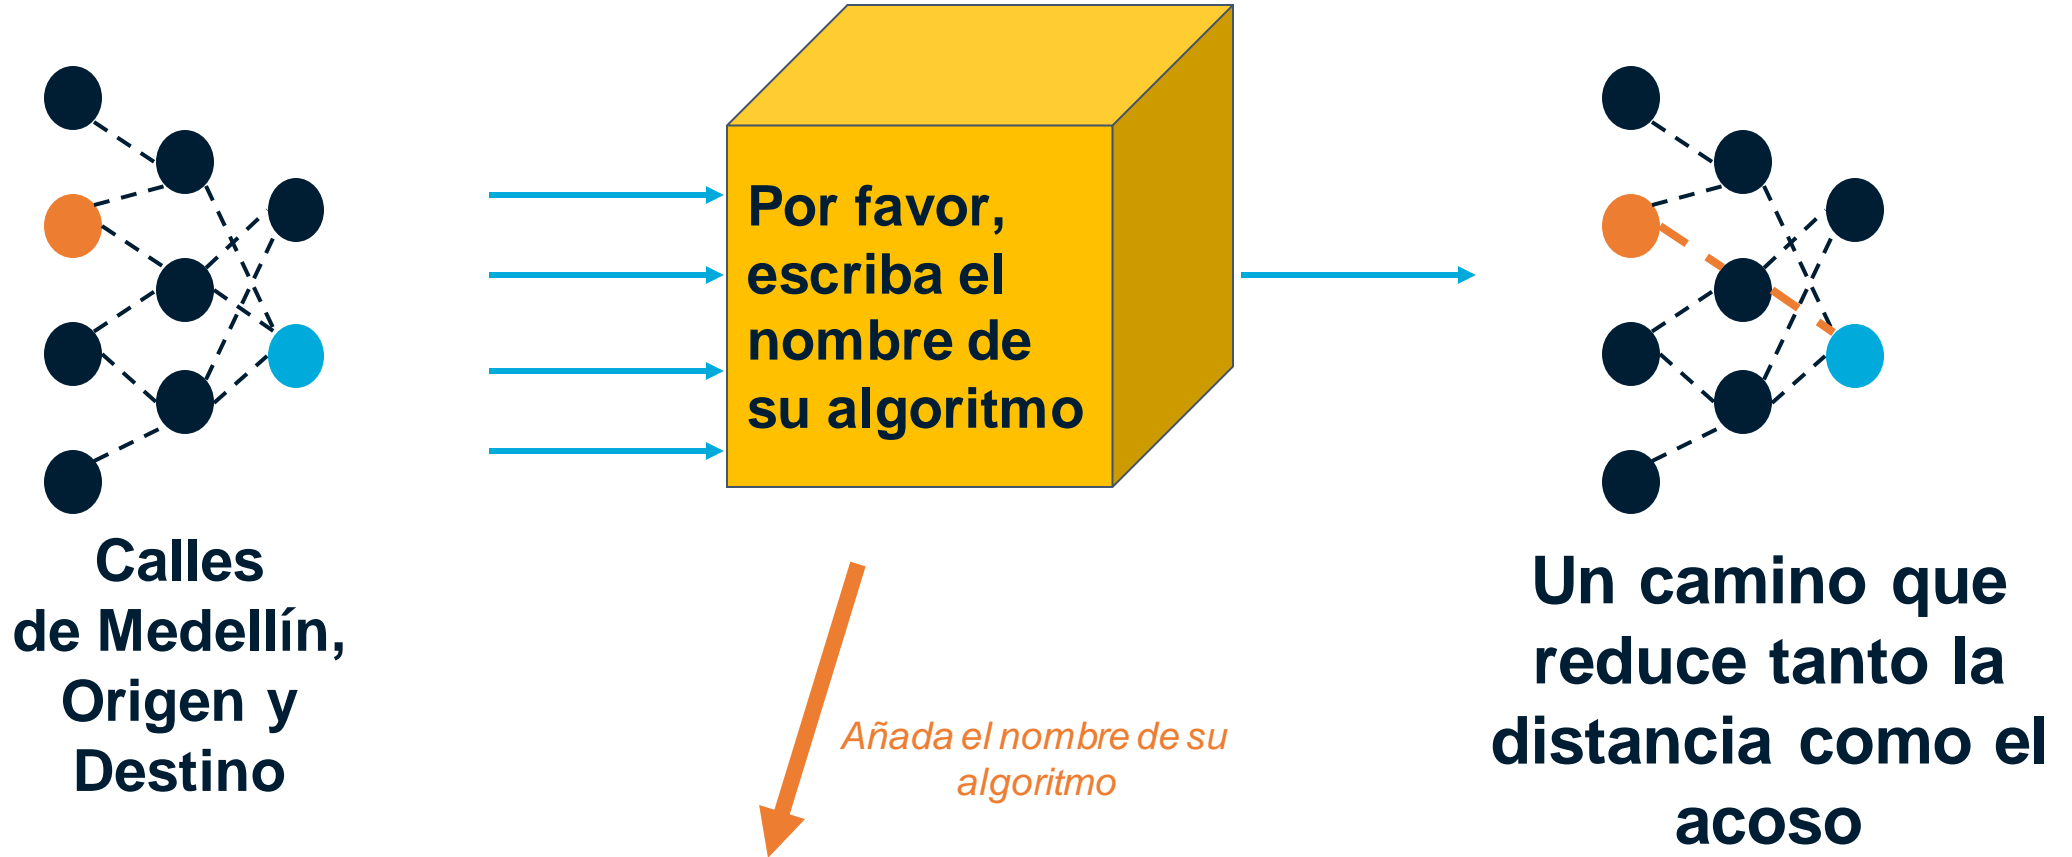 Por favor,
escriba el
nombre de
su algoritmo
Calles
de Medellín,
Origen y
Destino
Añada el nombre de su
algoritmo
Un camino que
reduce tanto la
distancia como el
acoso